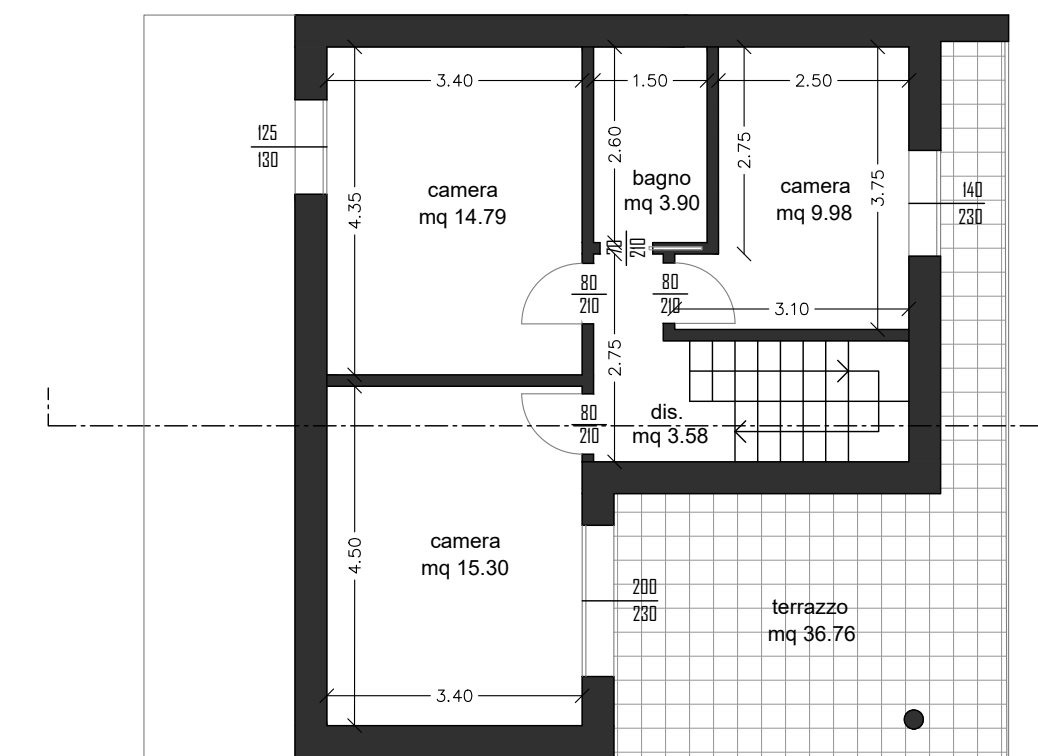 3.40
1.50
2.50
125
130
2.60
2.75
4.35
camera
mq 14.79
bagno
mq 3.90
camera
mq 9.98
3.75
140
230
70
210
80
210
80
210
3.10
2.75
80
210
dis.
mq 3.58
4.50
camera
mq 15.30
200
230
terrazzo
mq 36.76
3.40